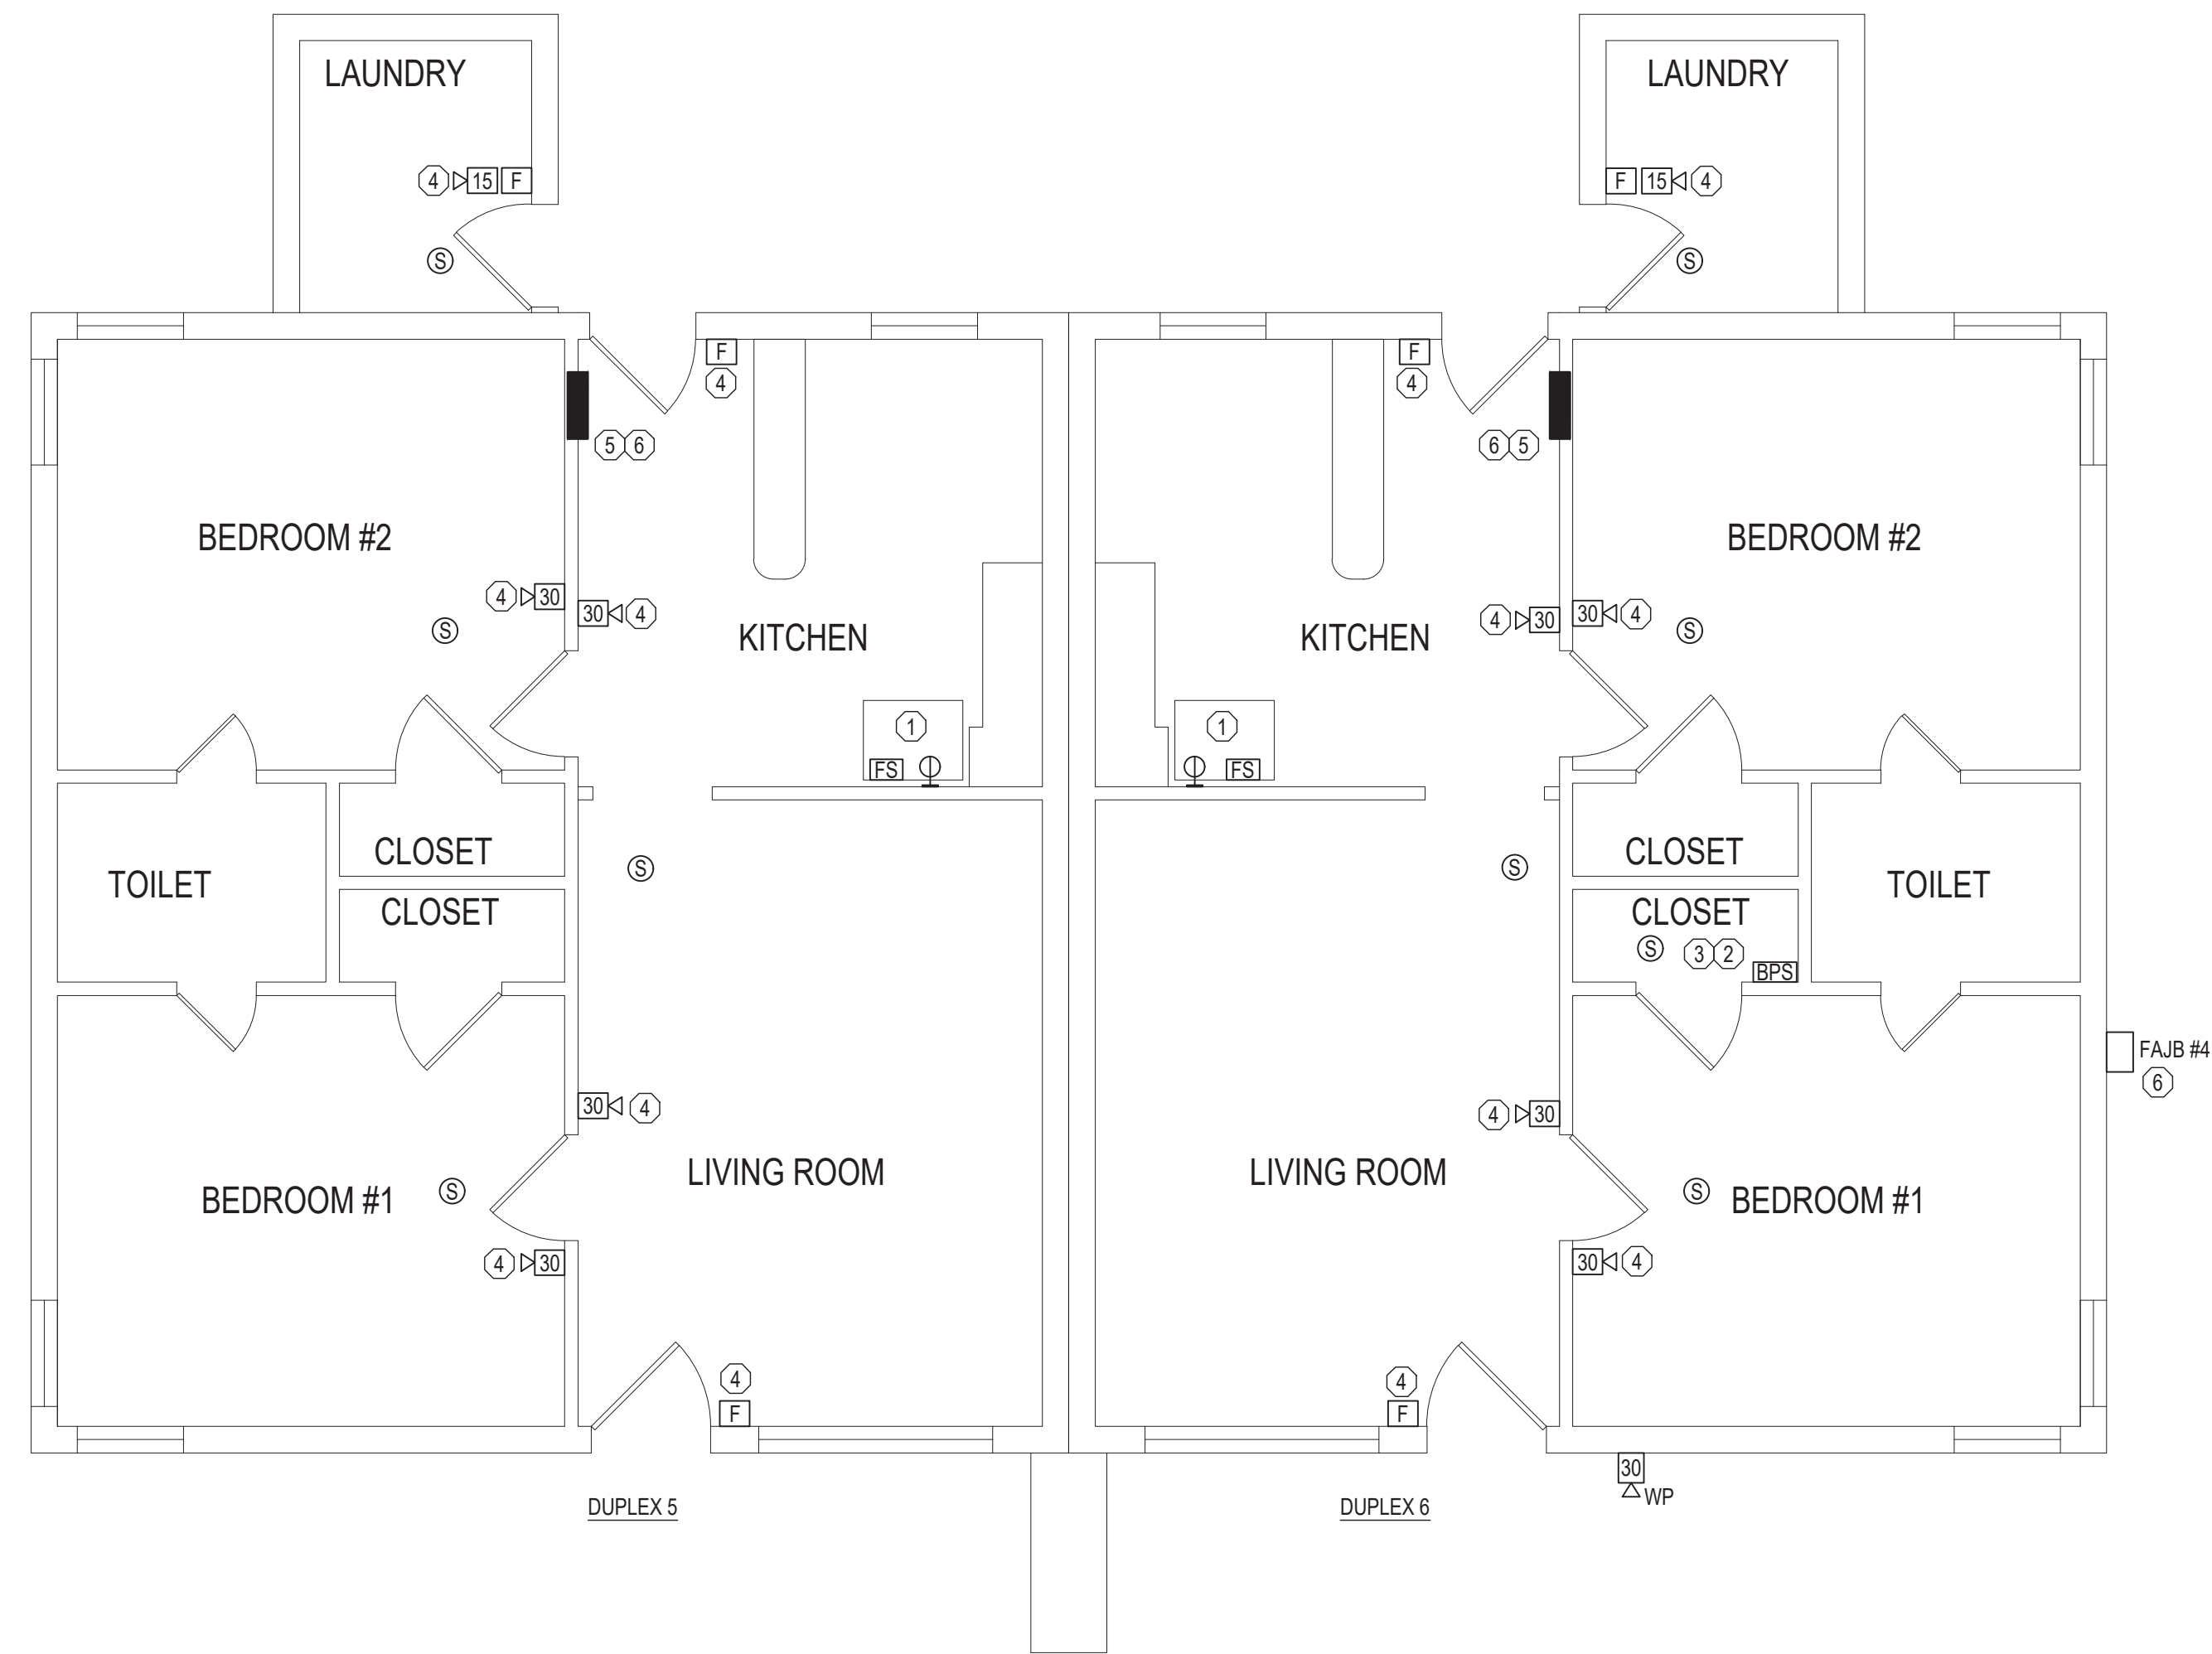 LAUNDRY LAUNDRY
4 15 F F 15 4
S S
F F
4 4
5 6 6 5
BEDROOM #2 BEDROOM #2
4 30 30 4 4 30 30 4
S KITCHEN KITCHEN S
1 1
FS FS
CLOSET S S CLOSET
TOILET TOILET
CLOSET CLOSET
S 3 2 BPS
FAJB #4
6
30 4 4 30
LIVING ROOM LIVING ROOM
BEDROOM #1 S S BEDROOM #1
4 30 30 4
4 4
F F
30
WP
DUPLEX 5 DUPLEX 6